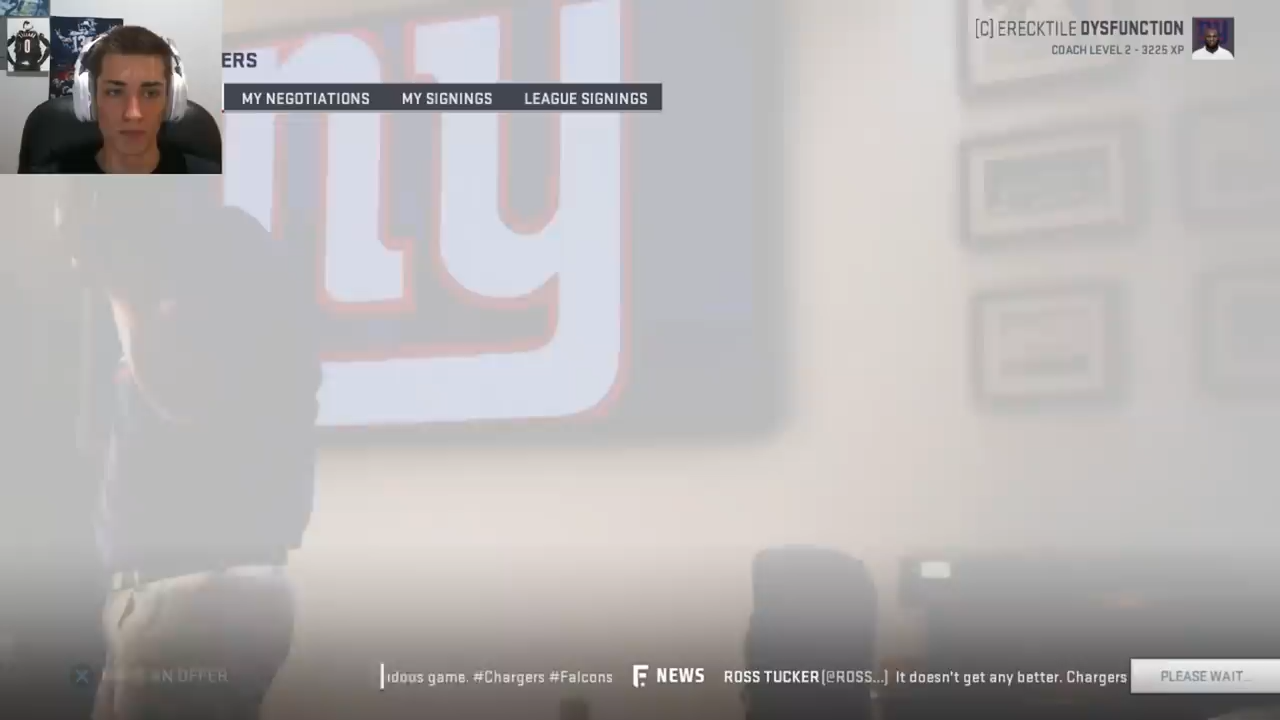 [C] ERECKTILE DYSFUNCTION
COACH LEVEL 2 - 3225 XP
ERS
MY NEGOTIATIONS MY SIGNINGS LEAGUE SIGNINGS
ny
OFFER
game. #Chargers #Falcons NEWS ROSS TUCKER(@ROSS...) It doesn't get any better. Chargers
PLEASE WAIT...